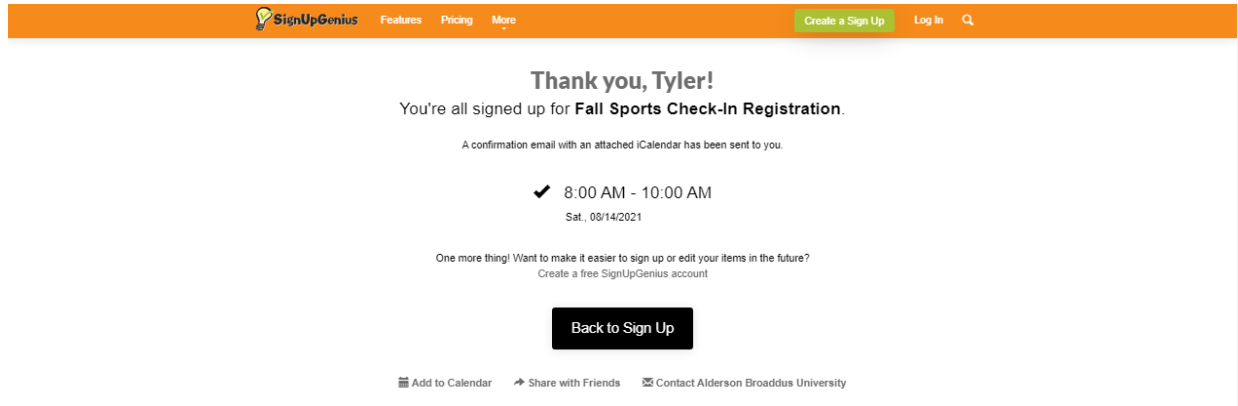 SignUpGenius Features Pricing More Create a Sign Up Log In
Thank you, Tyler!
You're all signed up for Fall Sports Check-In Registration.
A confirmation email with an attached iCalendar has been sent to you.
8:00 AM - 10:00 AM
Sat., 08/14/2021
One more thing! Want to make it easier to sign up or edit your items in the future?
Create a free SignUpGenius account
Back to Sign Up
Add to Calendar Share with Friends Contact Alderson Broaddus University